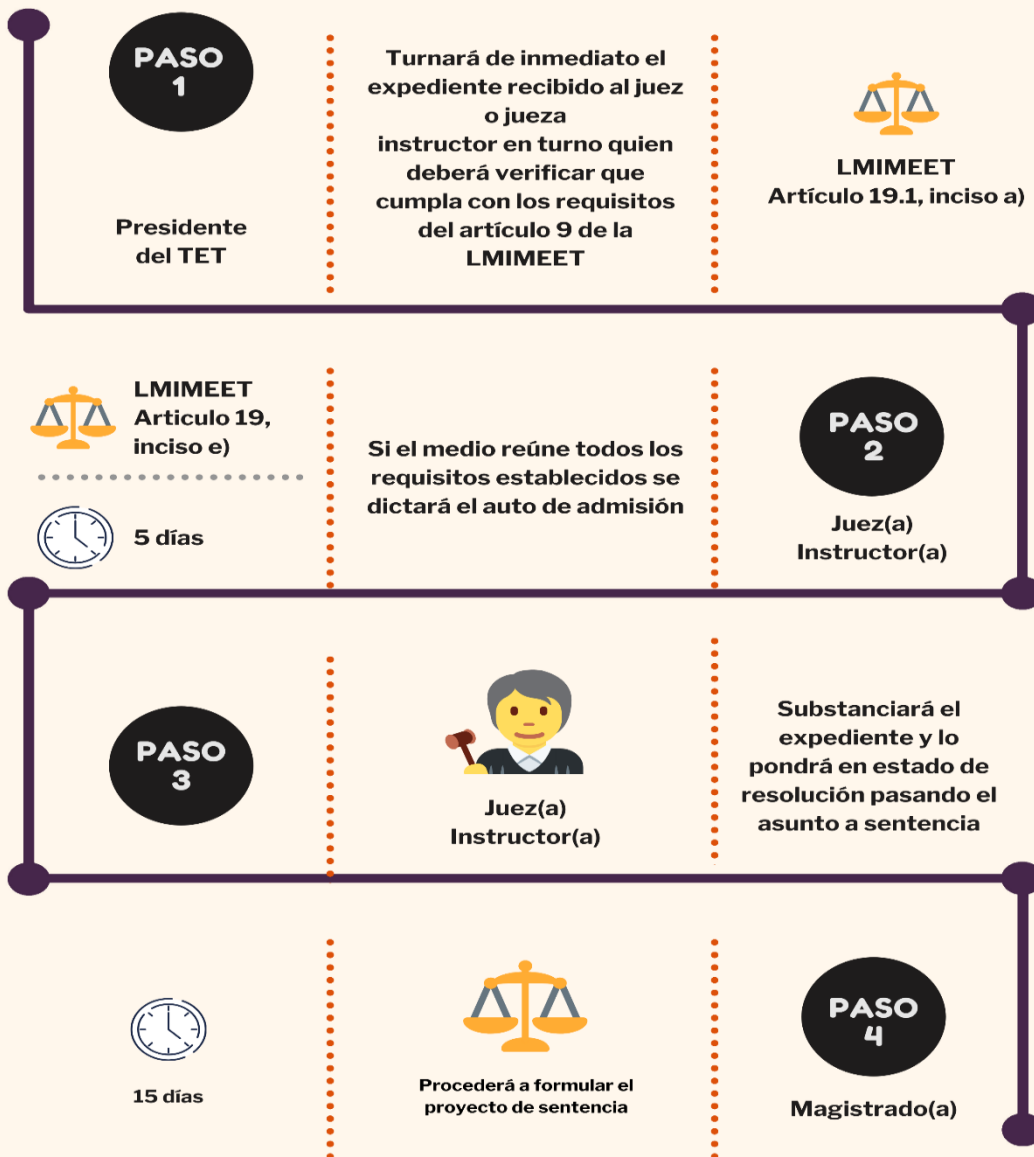 PASO
1
Presidente
del TET
Turnará de inmediato el
expediente recibido al juez
o jueza
instructor en turno quien
deberá verificar que
cumpla con los requisitos
del artículo 9 de la
LMIMEET
LMIMEET
Artículo 19.1, inciso a)
LMIMEET
Articulo 19,
inciso e)
5 días
Si el medio reúne todos los
requisitos establecidos se
dictará el auto de admisión
PASO
2
Juez(a)
Instructor(a)
PASO
3
Juez(a)
Instructor(a)
Substanciará el
expediente y lo
pondrá en estado de
resolución pasando el
asunto a sentencia
15 días
Procederá a formular el
proyecto de sentencia
PASO
4
Magistrado(a)